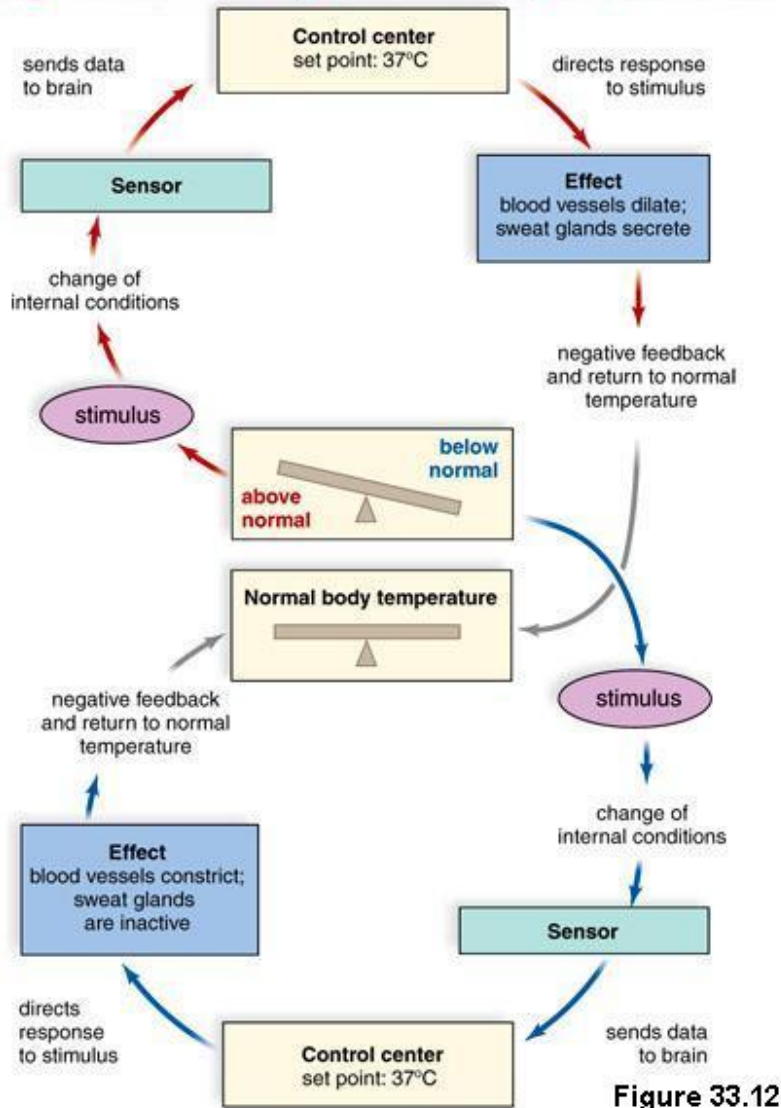 Control center
set point: 37°C
sends data
to brain
directs response
to stimulus
Sensor
Effect
blood vessels dilate;
sweat glands secrete
change of
internal conditions
negative feedback
and return to normal
temperature
stimulus
below
normal
above
normal
Normal body temperature
stimulus
negative feedback
and return to normal
temperature
change of
internal conditions
Effect
blood vessels constrict;
sweat glands
are inactive
Sensor
directs
response
to stimulus
Control center
set point: 37°C
sends data
to brain
Figure 33.12